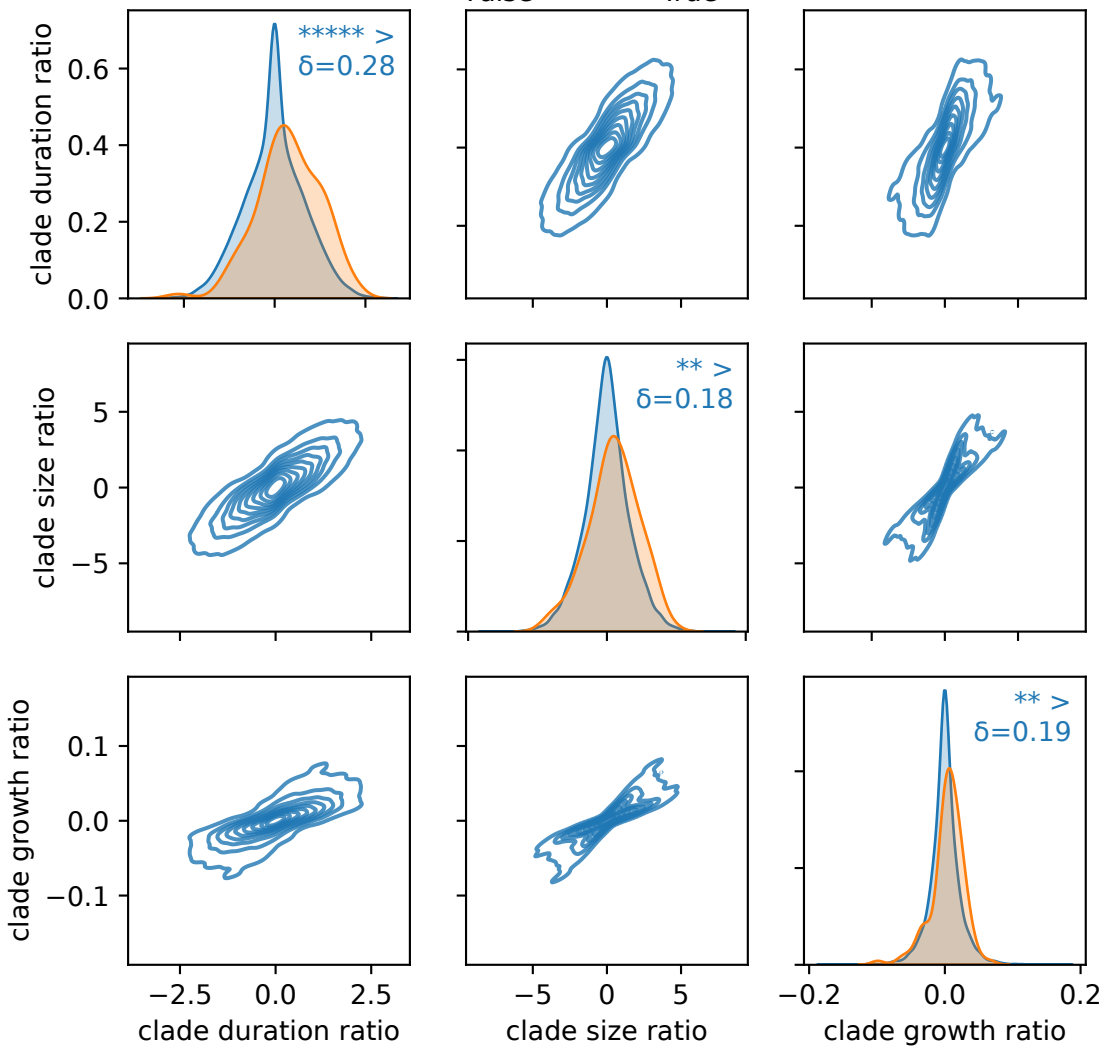 ***** >
δ=0.28
clade duration ratio
0.6
0.4
0.2
0.0
** >
δ=0.18
clade size ratio
5
0
−5
** >
δ=0.19
clade growth ratio
0.1
0.0
−0.1
−2.5 0.0 2.5
−5 0 5
−0.2 0.0 0.2
clade duration ratio
clade size ratio
clade growth ratio